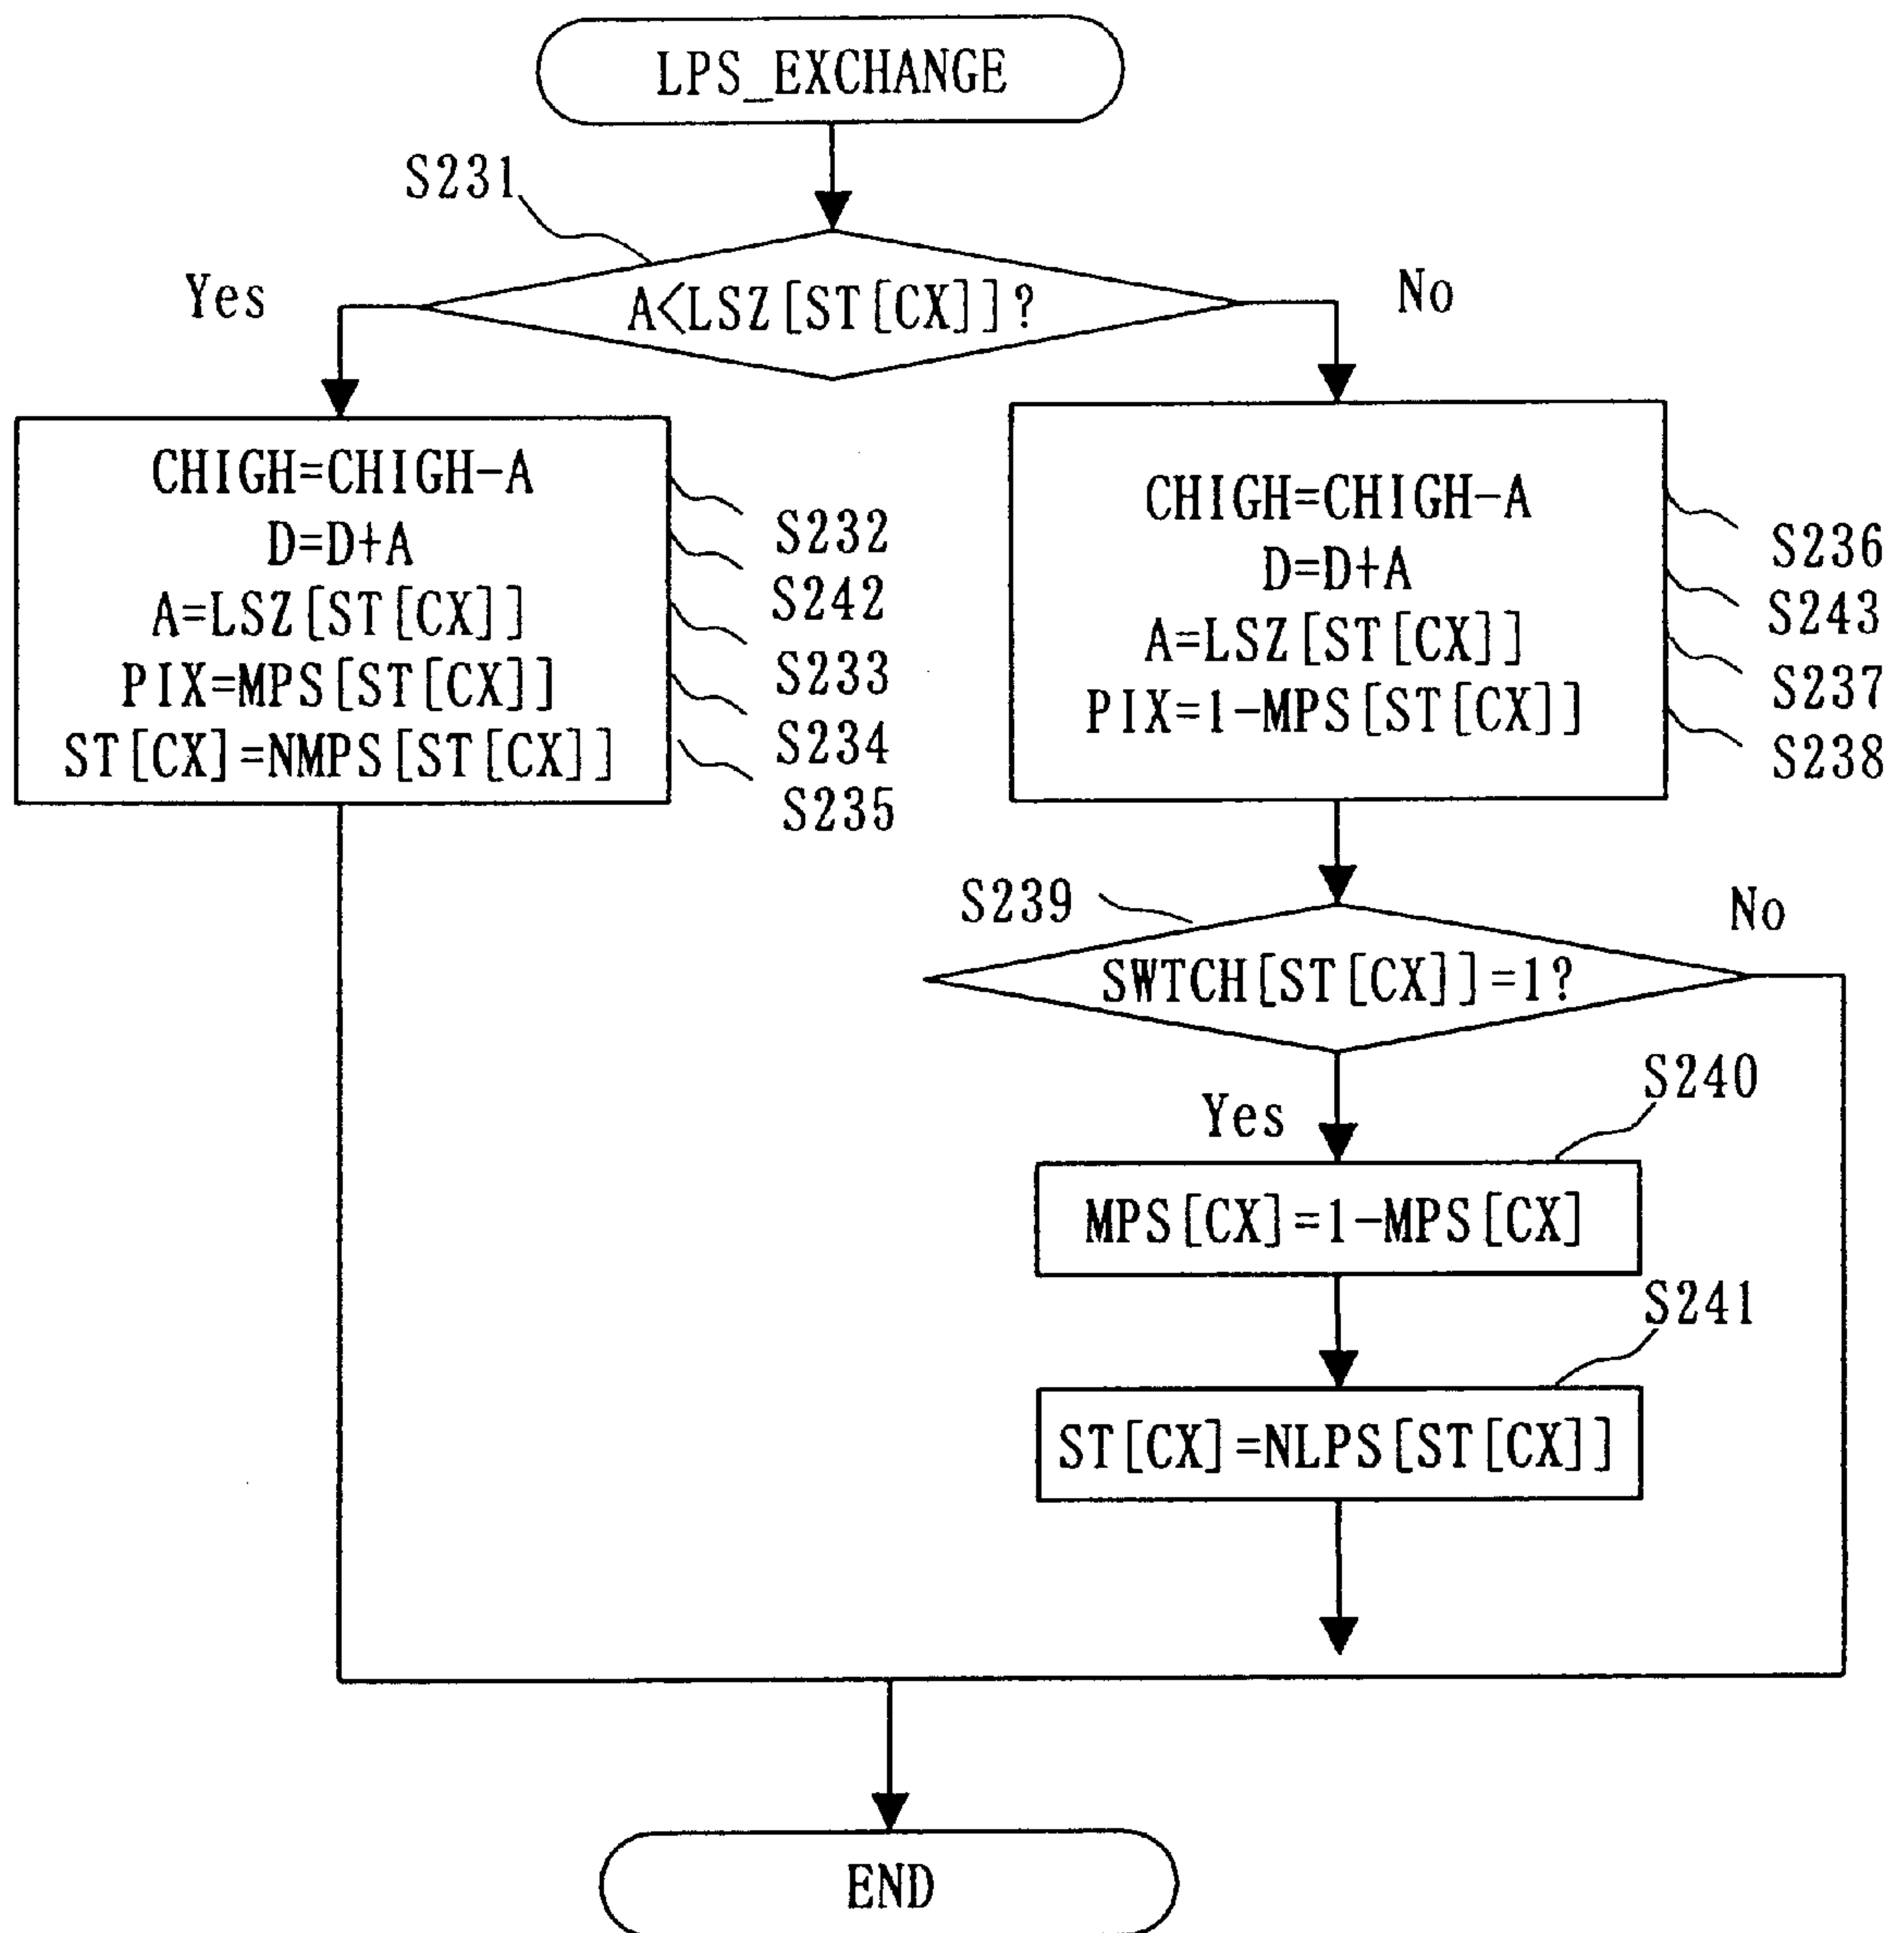 LPS_EXCHANGE
S231
Yes
No
A<LSZ[ST[CX]]?
CHIGH=CHIGH-A
D=D+A
A=LSZ[ST[CX]]
PIX=MPS[ST[CX]]
ST[CX]=NMPS[ST[CX]]
S232
S242
S233
S234
S235
CHIGH=CHIGH-A
D=D+A
A=LSZ[ST[CX]]
PIX=1-MPS[ST[CX]]
S236
S243
S237
S238
S239
No
SWTCH[ST[CX]]=1?
Yes
S240
MPS[CX]=1-MPS[CX]
S241
ST[CX]=NLPS[ST[CX]]
END